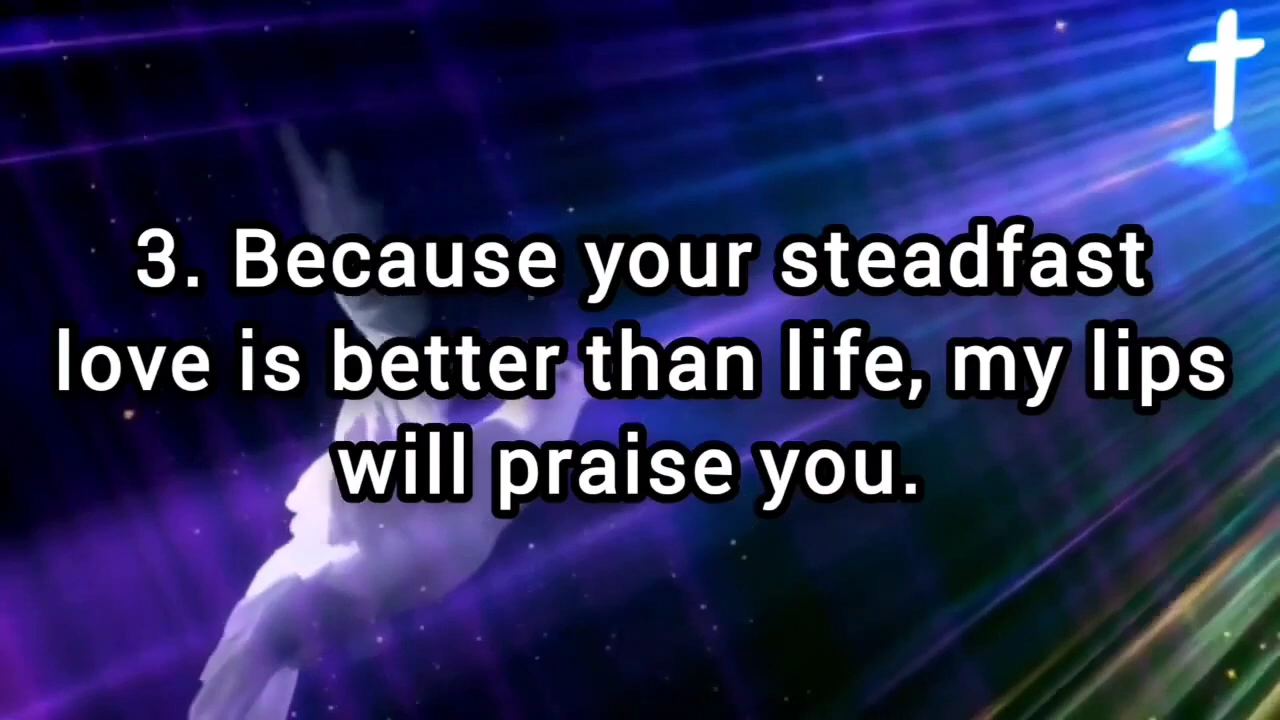 3. Because your steadfast
love is better than life, my lips
will praise you.